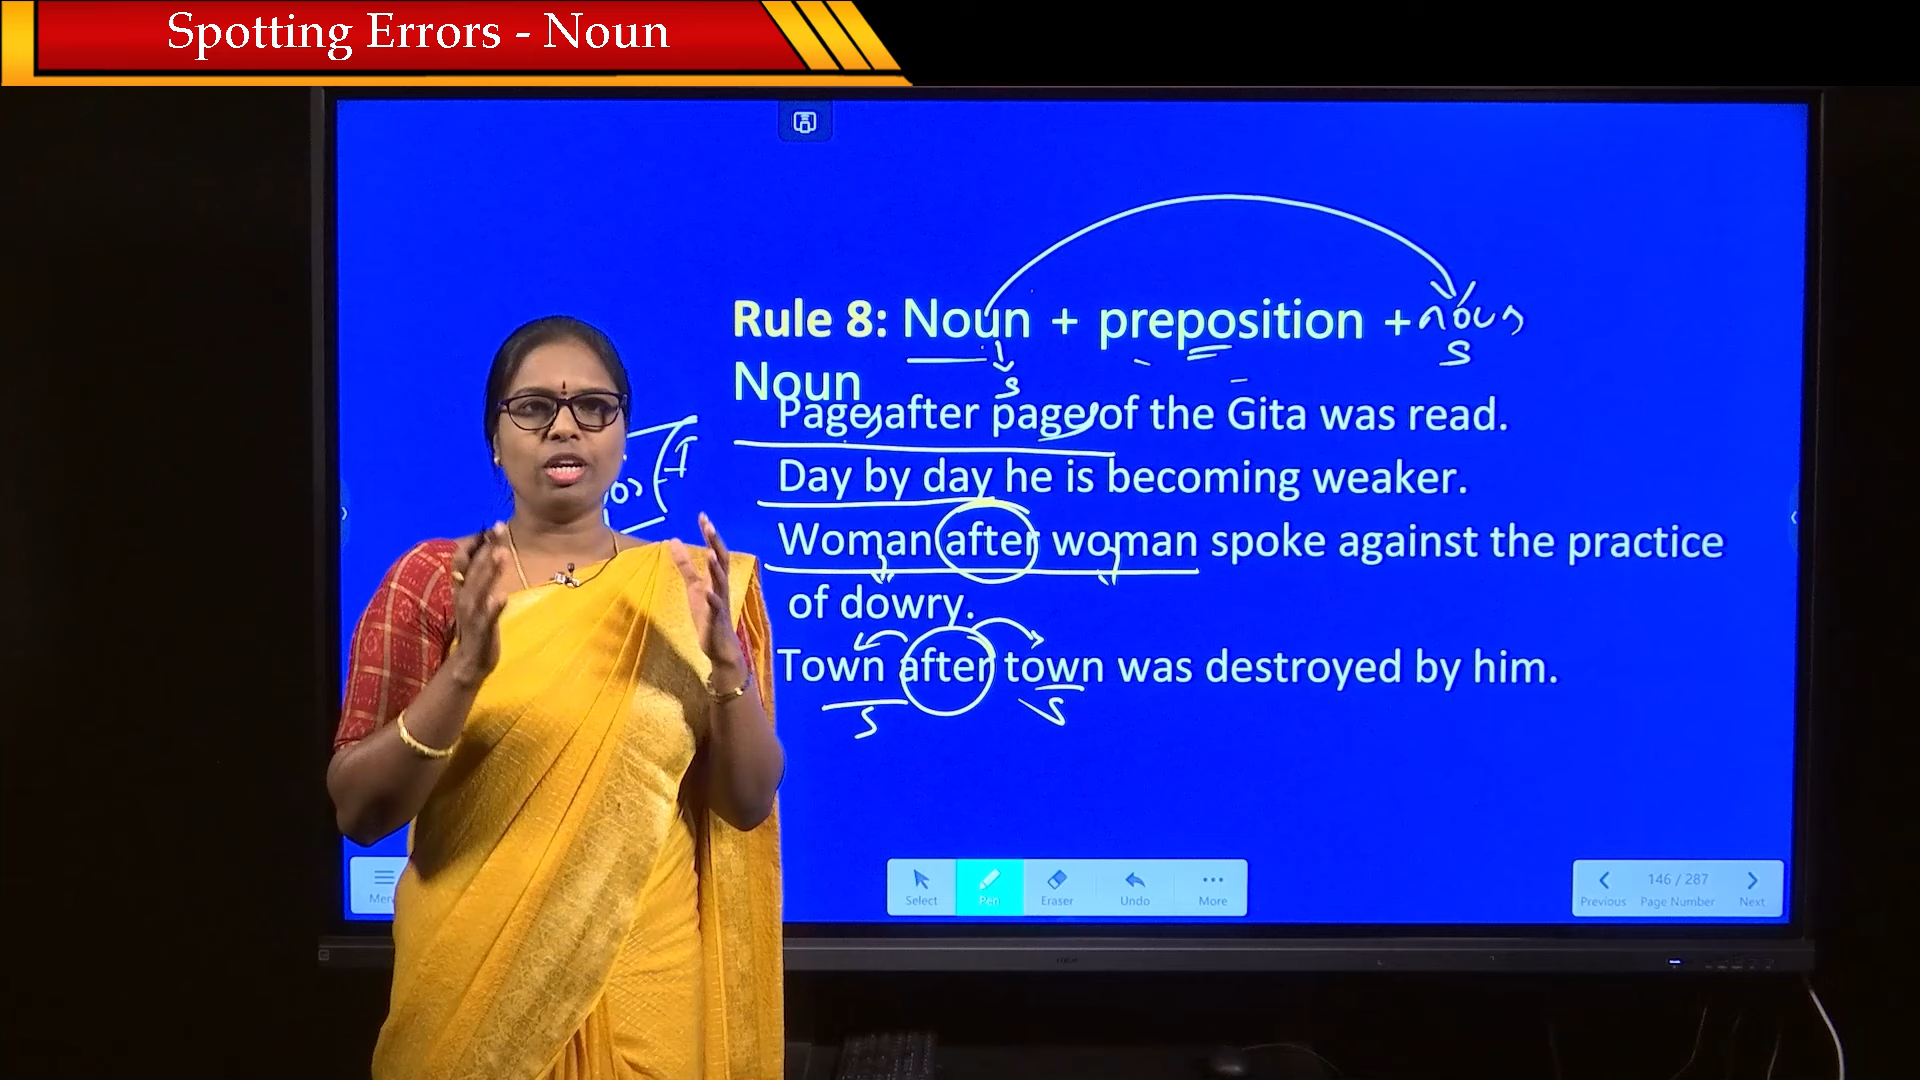 Spotting Errors - Noun
Rule 8: Noun + preposition + noun
s s
Noun
Page after page of the Gita was read.
Day by day he is becoming weaker.
Woman after woman spoke against the practice
of dowry.
Town after town was destroyed by him.
s s
Select Pen Eraser Undo More
Previous 146 / 287 Page Number Next